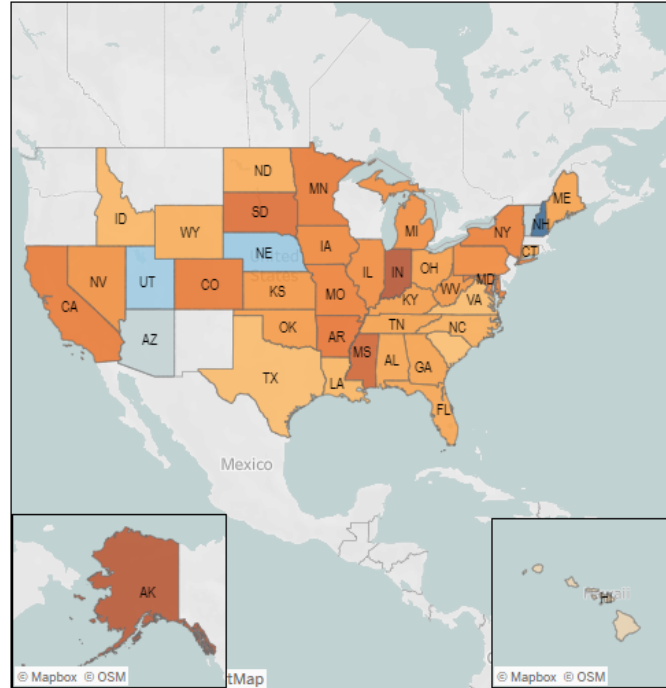 ME
ND
MN
NH
ID
SD
NY
WY
MI
CT
IA
NE
United
States
OH
IL
IN
MD
NV
UT
CO
WV
CA
KS
MO
KY
VA
TN
NC
OK
AR
AZ
MS
AL
GA
TX
LA
FL
Mexico
AK
HI
© Mapbox © OSM
tMap
© Mapbox © OSM